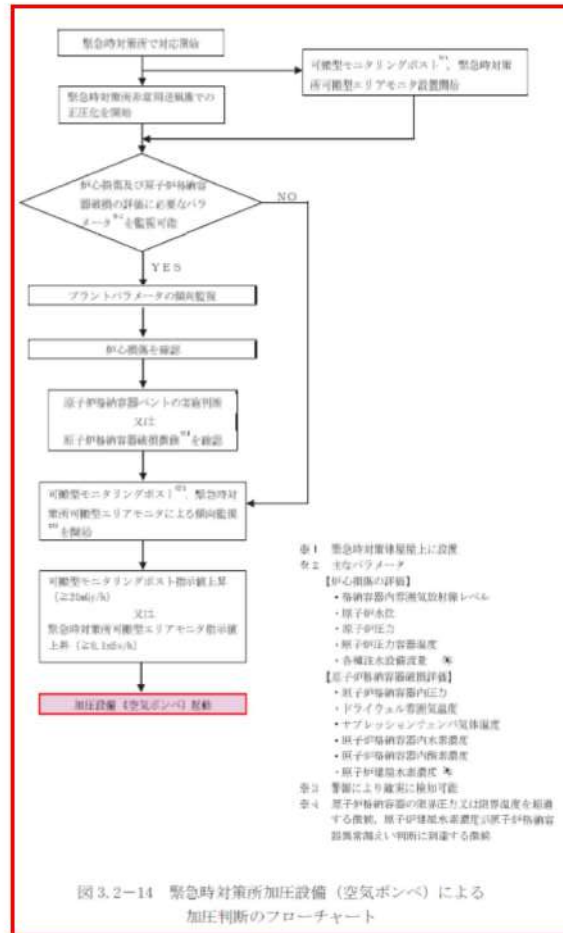 緊急時対策所で対応開始
可搬型モニタリングポスト※1、緊急時対策
所可搬型エリアモニタ設置開始
緊急時対策所非常用送風機での
正圧化を開始
炉心損傷及び原子炉格納容
器破損の評価に必要なパラ
メータ※2を監視可能
NO
YES
プラントパラメータの傾向監視
炉心損傷を確認
原子炉格納容器ベントの実施判断
又は
原子炉格納容器破損徴候※4を確認
可搬型モニタリングポスト※1、緊急時対
策所可搬型エリアモニタによる傾向監視
※3を開始
可搬型モニタリングポスト指示値上昇
(≧20mGy/h)
又は
緊急時対策所可搬型エリアモニタ指示値
上昇(≧0.1mSv/h)
加圧設備(空気ボンベ)起動
※1 緊急時対策建屋屋上に設置
※2 主なパラメータ
【炉心損傷の評価】
・格納容器内雰囲気放射線レベル
・原子炉水位
・原子炉圧力
・原子炉圧力容器温度
・各種注水設備流量 等
【原子炉格納容器破損評価】
・原子炉格納容器内圧力
・ドライウェル雰囲気温度
・サプレッションチェンバ気体温度
・原子炉格納容器内水素濃度
・原子炉格納容器内酸素濃度
・原子炉建屋水素濃度 等
※3 警報により確実に検知可能
※4 原子炉格納容器の限界圧力又は限界温度を超過
する徴候、原子炉建屋水素濃度が原子炉格納容
器異常漏えい判断に到達する徴候
図 3.2-14 緊急時対策所加圧設備(空気ボンベ)による
加圧判断のフローチャート